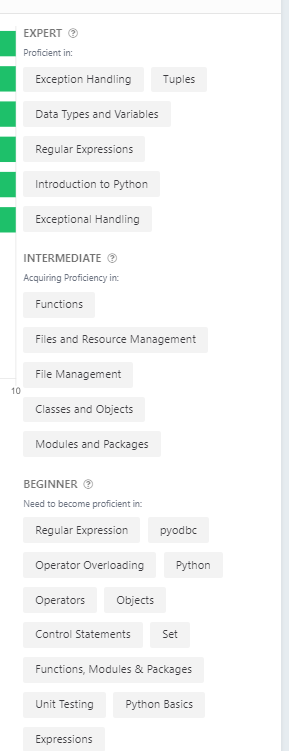 EXPERT ?
Proficient in:
Exception Handling Tuples
Data Types and Variables
Regular Expressions
Introduction to Python
Exceptional Handling
INTERMEDIATE ?
Acquiring Proficiency in:
Functions
Files and Resource Management
File Management
10
Classes and Objects
Modules and Packages
BEGINNER ?
Need to become proficient in:
Regular Expression pyodbc
Operator Overloading Python
Operators Objects
Control Statements Set
Functions, Modules & Packages
Unit Testing Python Basics
Expressions